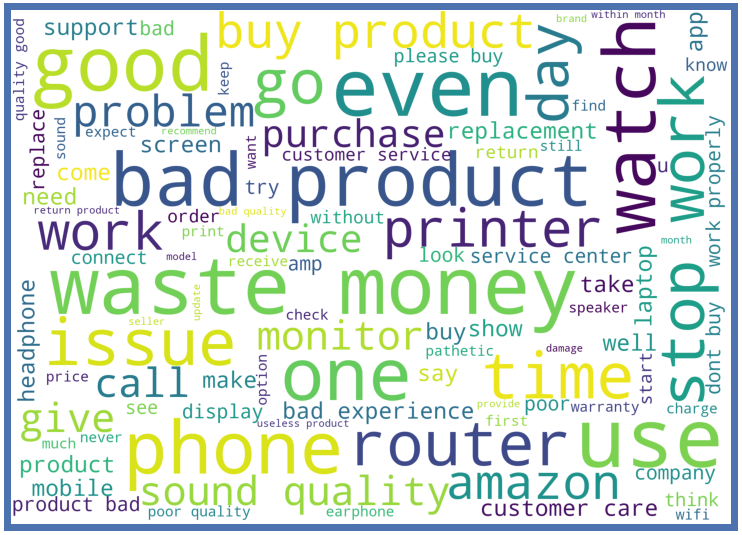 quality good
support bad
good
buy product
keep
please buy
go
even
day
brand
within month
watch
app
know
find
problem
sound
expect
recommend
replace
screen
want
purchase
customer service
replacement
return
still
u
work
work properly
come
need
bad product
try
return product
work
order
bad quality
without
print
device
printer
connect
model
receive
amp
look
service center
month
waste money
take
laptop
stop
dont buy
headphone
update
seller
check
speaker
issue
monitor
buy
show
well
start
pathetic
damage
price
call
make
option
one
say
time
give
see
display
bad experience
provide
first
poor
warranty
charge
use
much
never
useless product
phone
router
product
mobile
sound quality
amazon
company
think
product bad
poor quality
earphone
customer care
wifi